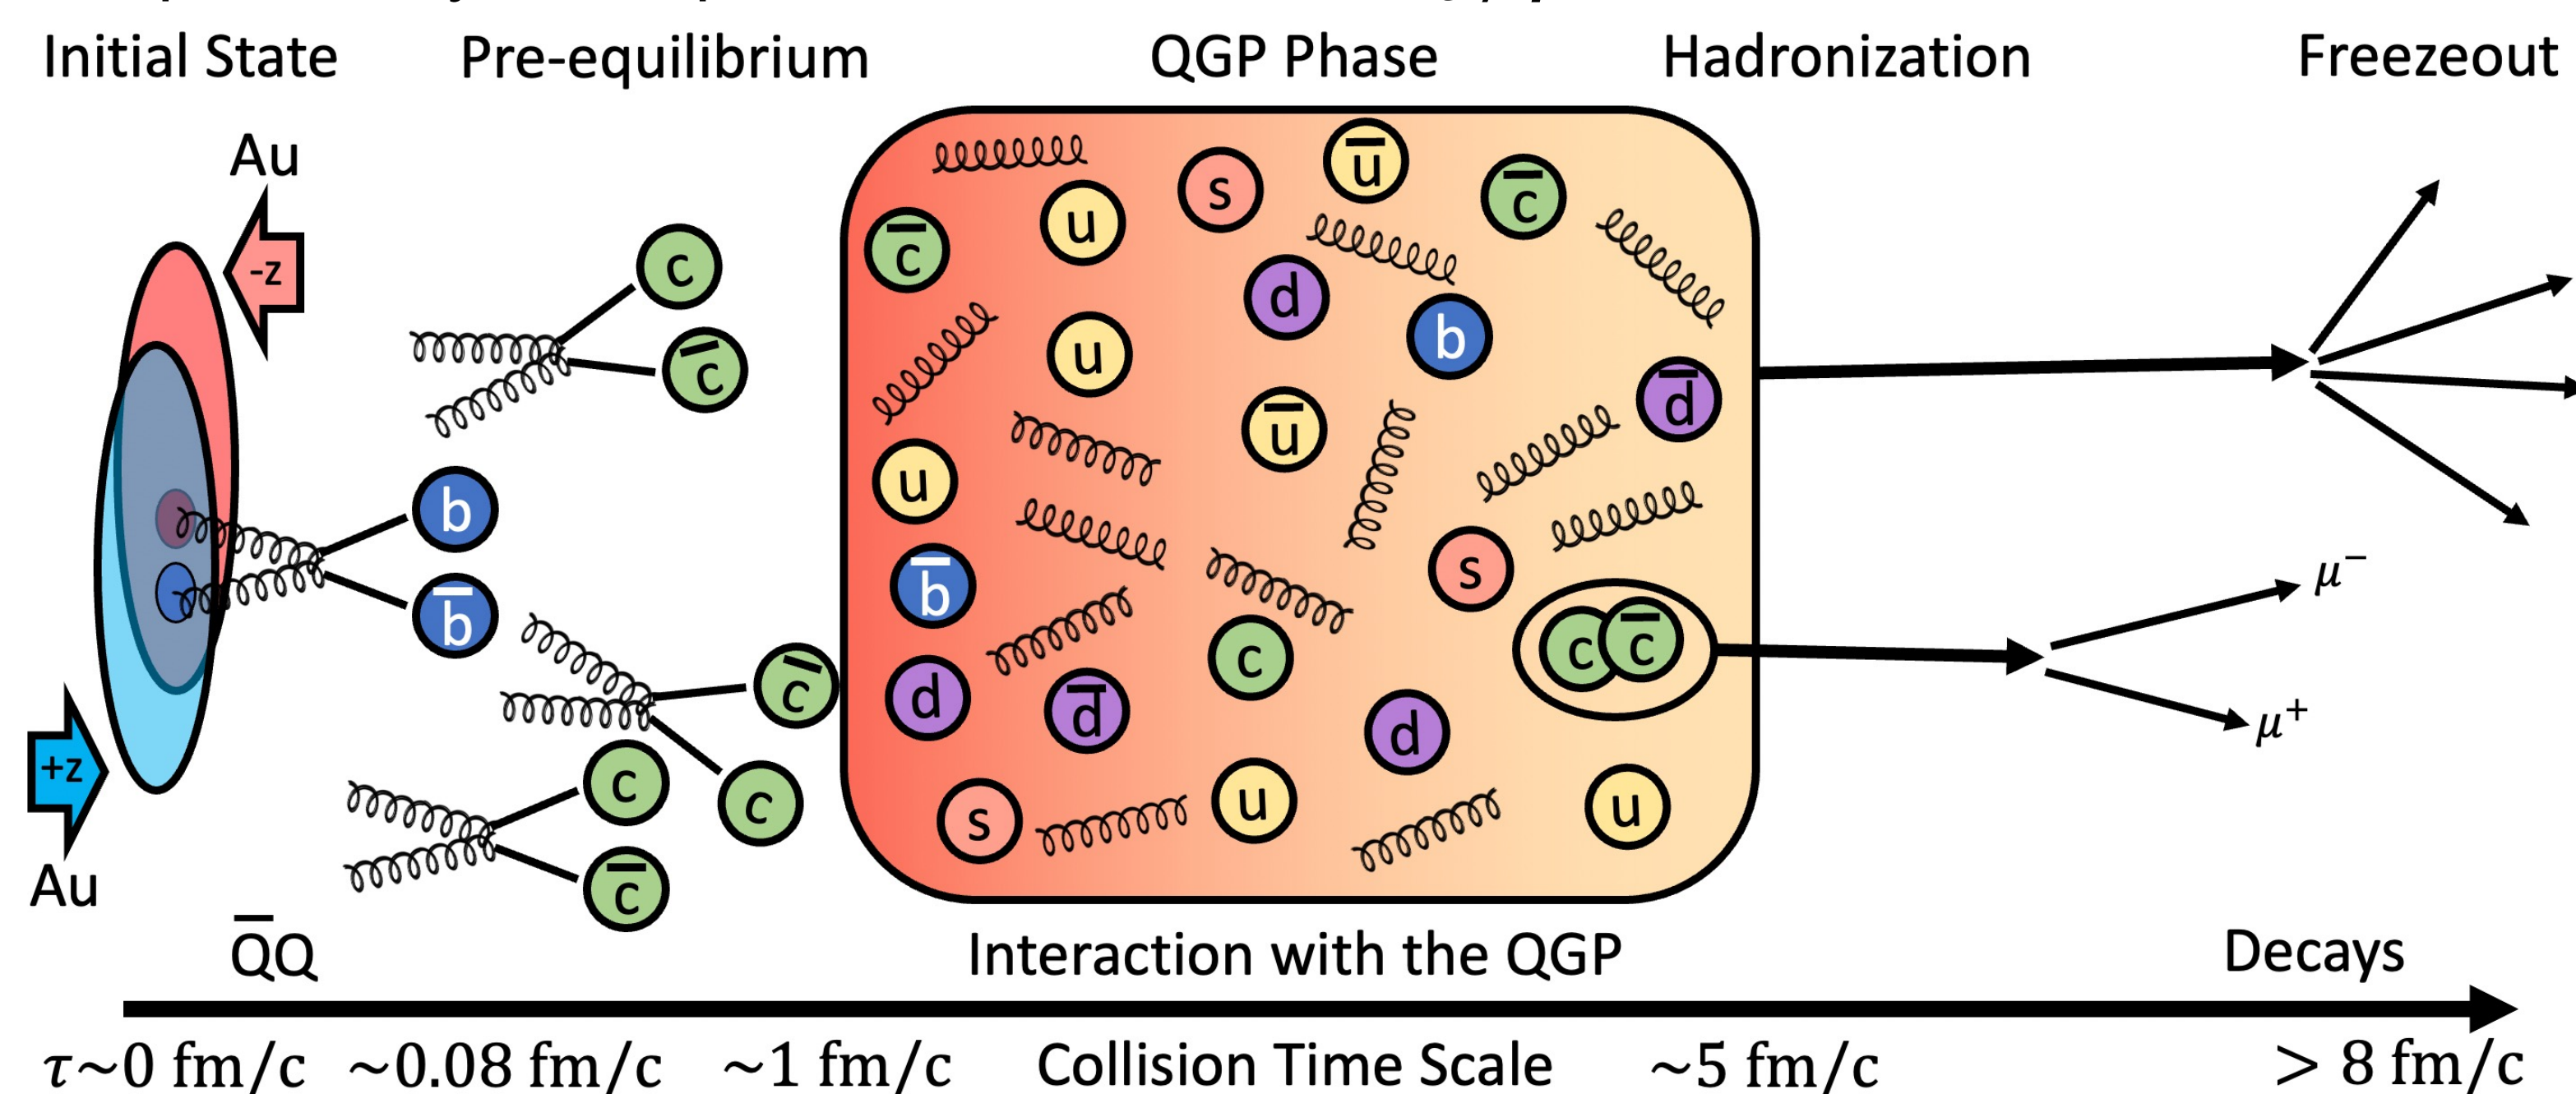 Initial State
Pre-equilibrium
QGP Phase
Hadronization
Freezeout
Au
-z
c
c̅
b
b̅
c̅
c
c
c̅
+z
Au
u̅
s
c̅
u
c̅
d
b
u
d̅
u̅
u
s
b̅
c
c c̅
d
d̅
d
s
u
u
μ⁻
μ⁺
Q̅Q
Interaction with the QGP
Decays
τ~0 fm/c
~0.08 fm/c
~1 fm/c
Collision Time Scale
~5 fm/c
> 8 fm/c